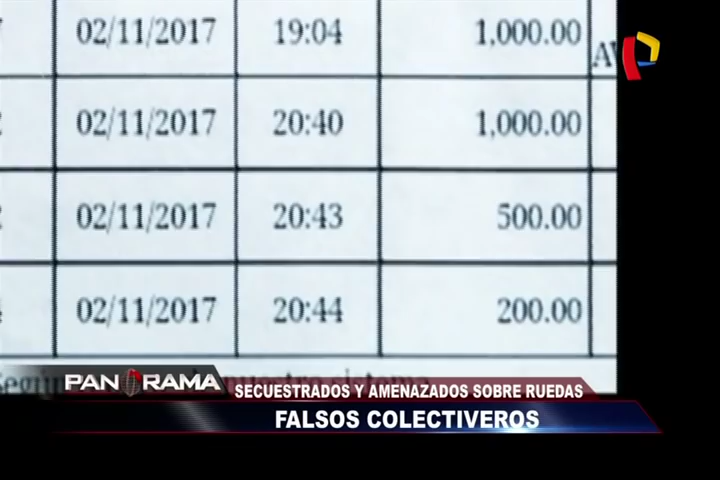 02/11/2017 19:04 1,000.00
02/11/2017 20:40 1,000.00
02/11/2017 20:43 500.00
02/11/2017 20:44 200.00
PANORAMA
SECUESTRADOS Y AMENAZADOS SOBRE RUEDAS
FALSOS COLECTIVEROS